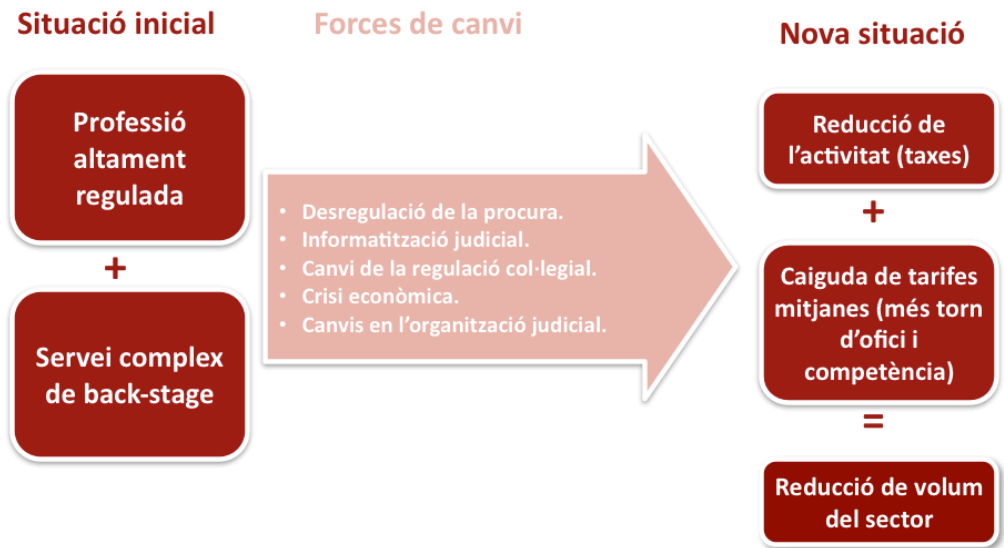 Situació inicial
Professió
altament
regulada
+
Servei complex
de back-stage
Forces de canvi
• Desregulació de la procura.
• Informatització judicial.
• Canvi de la regulació col·legial.
• Crisi econòmica.
• Canvis en l’organització judicial.
Nova situació
Reducció de
l’activitat (taxes)
+
Caiguda de tarifes
mitjanes (més torn
d’ofici i
competència)
=
Reducció de volum
del sector